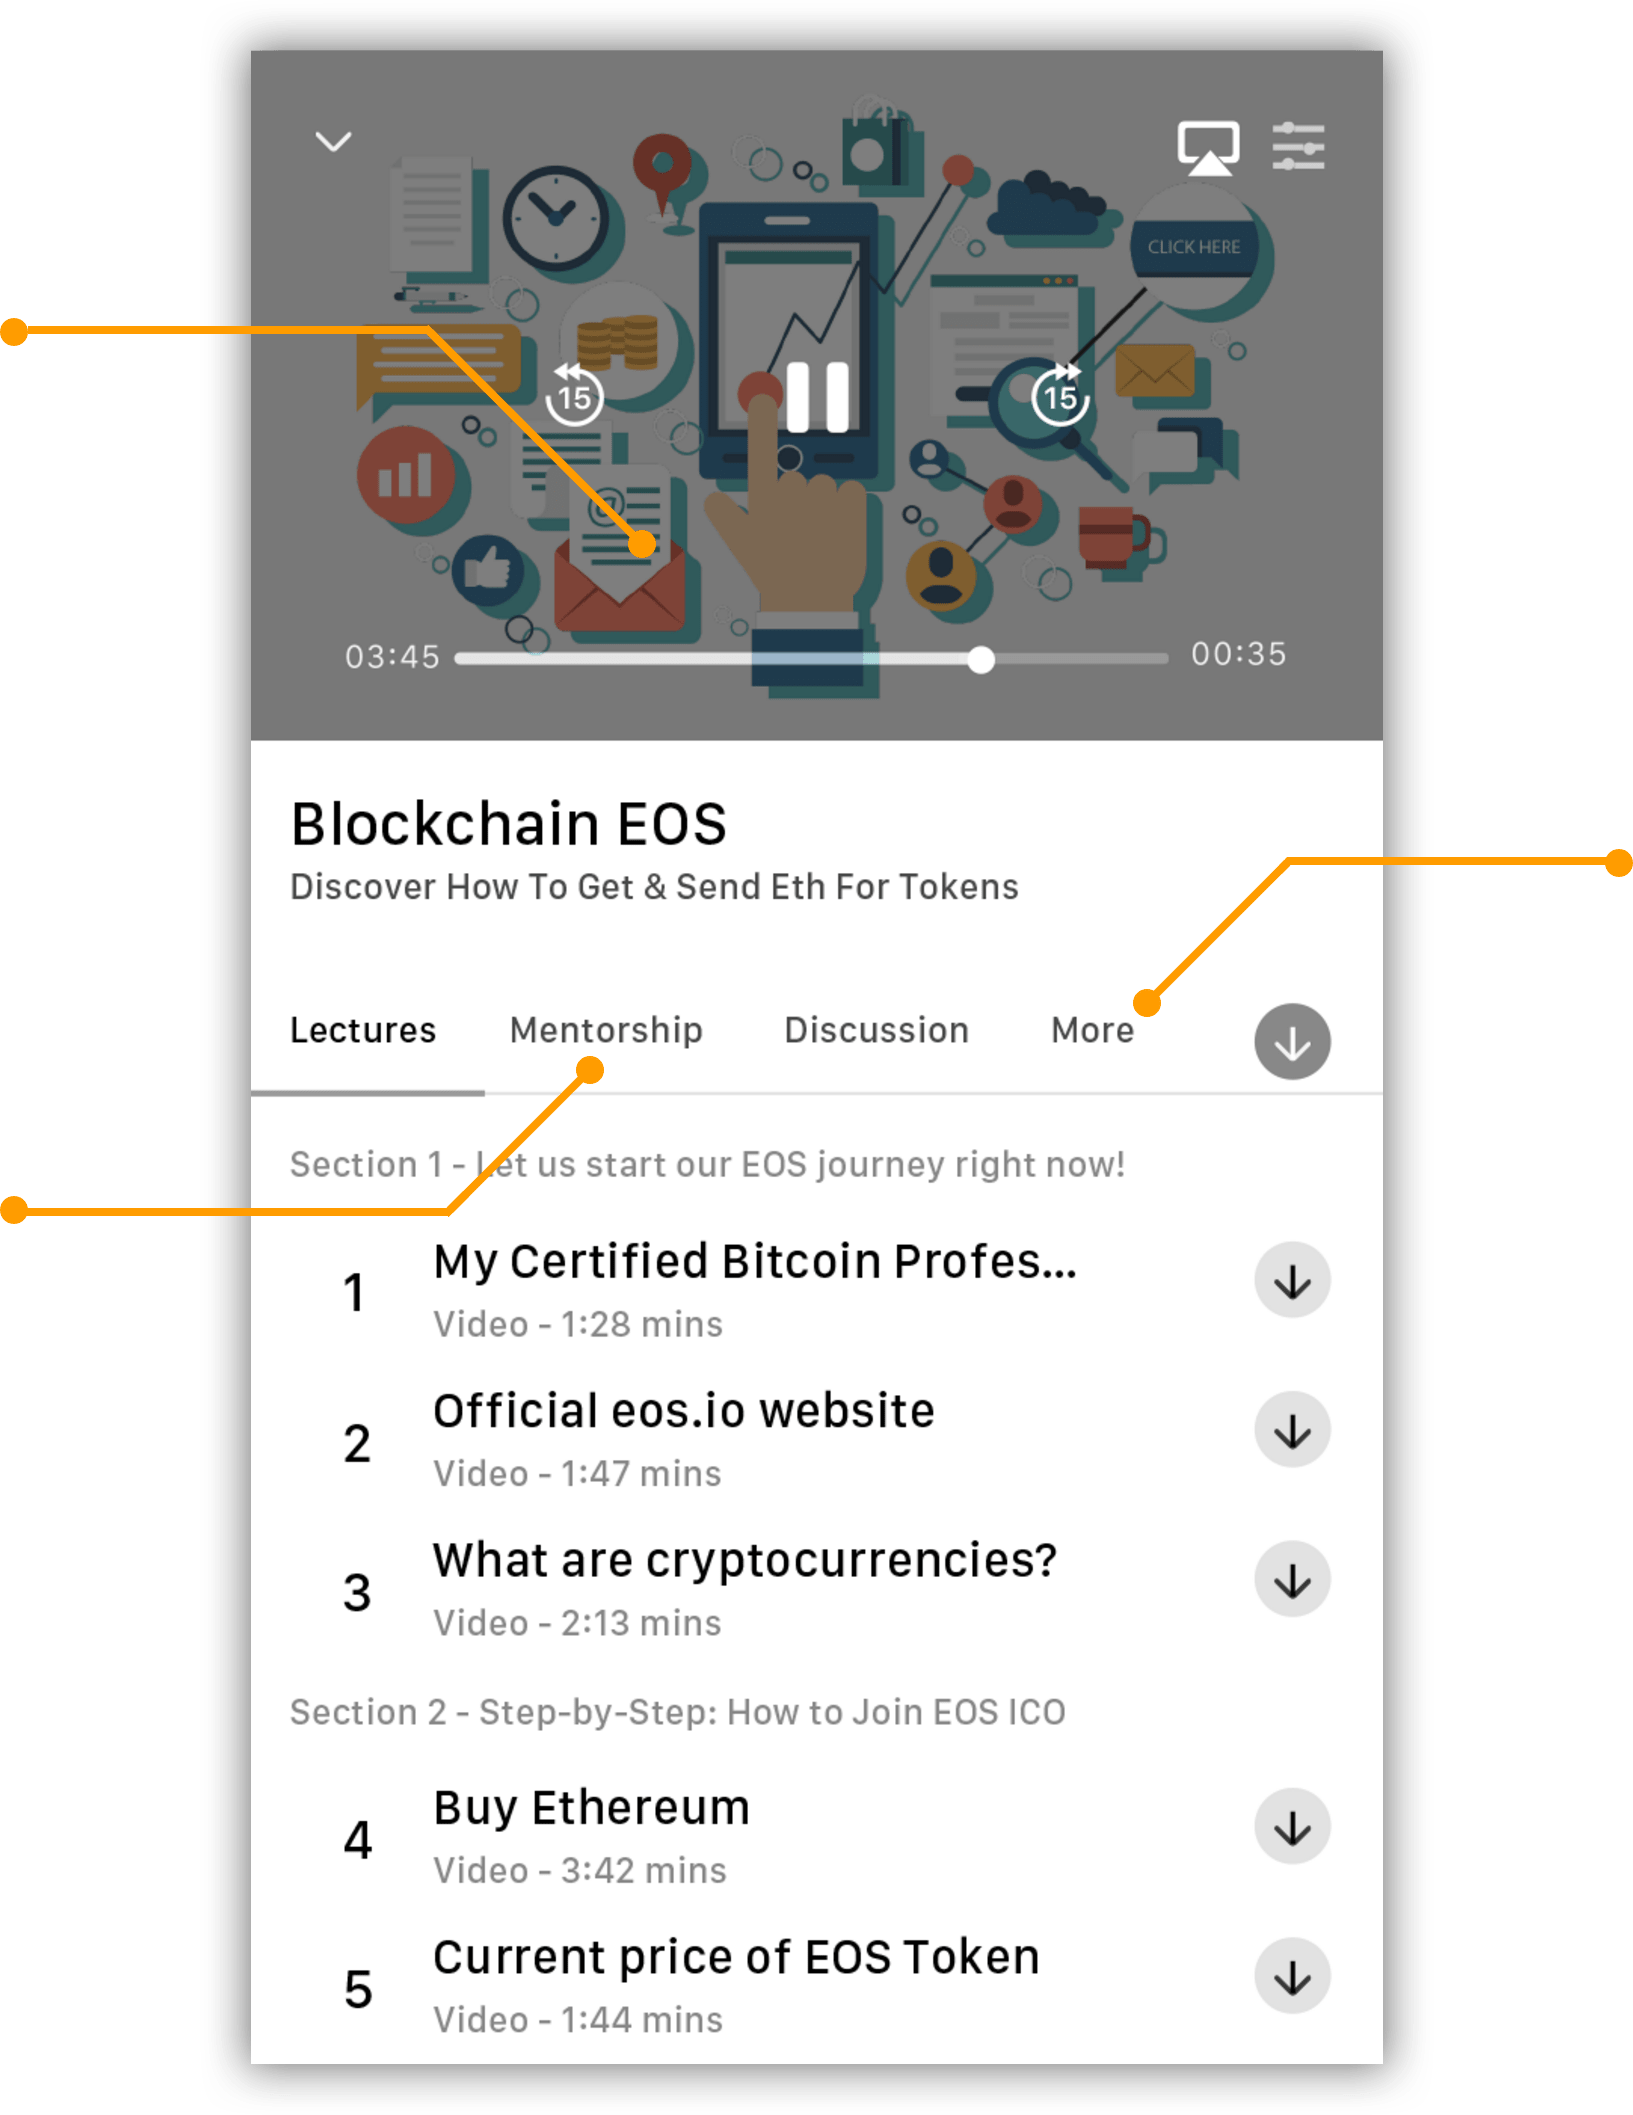 CLICK HERE
15
15
@
03:45
00:35
Blockchain EOS
Discover How To Get & Send Eth For Tokens
Lectures Mentorship Discussion More
Section 1 - Let us start our EOS journey right now!
1
My Certified Bitcoin Profes...
Video - 1:28 mins
2
Official eos.io website
Video - 1:47 mins
3
What are cryptocurrencies?
Video - 2:13 mins
Section 2 - Step-by-Step: How to Join EOS ICO
4
Buy Ethereum
Video - 3:42 mins
5
Current price of EOS Token
Video - 1:44 mins